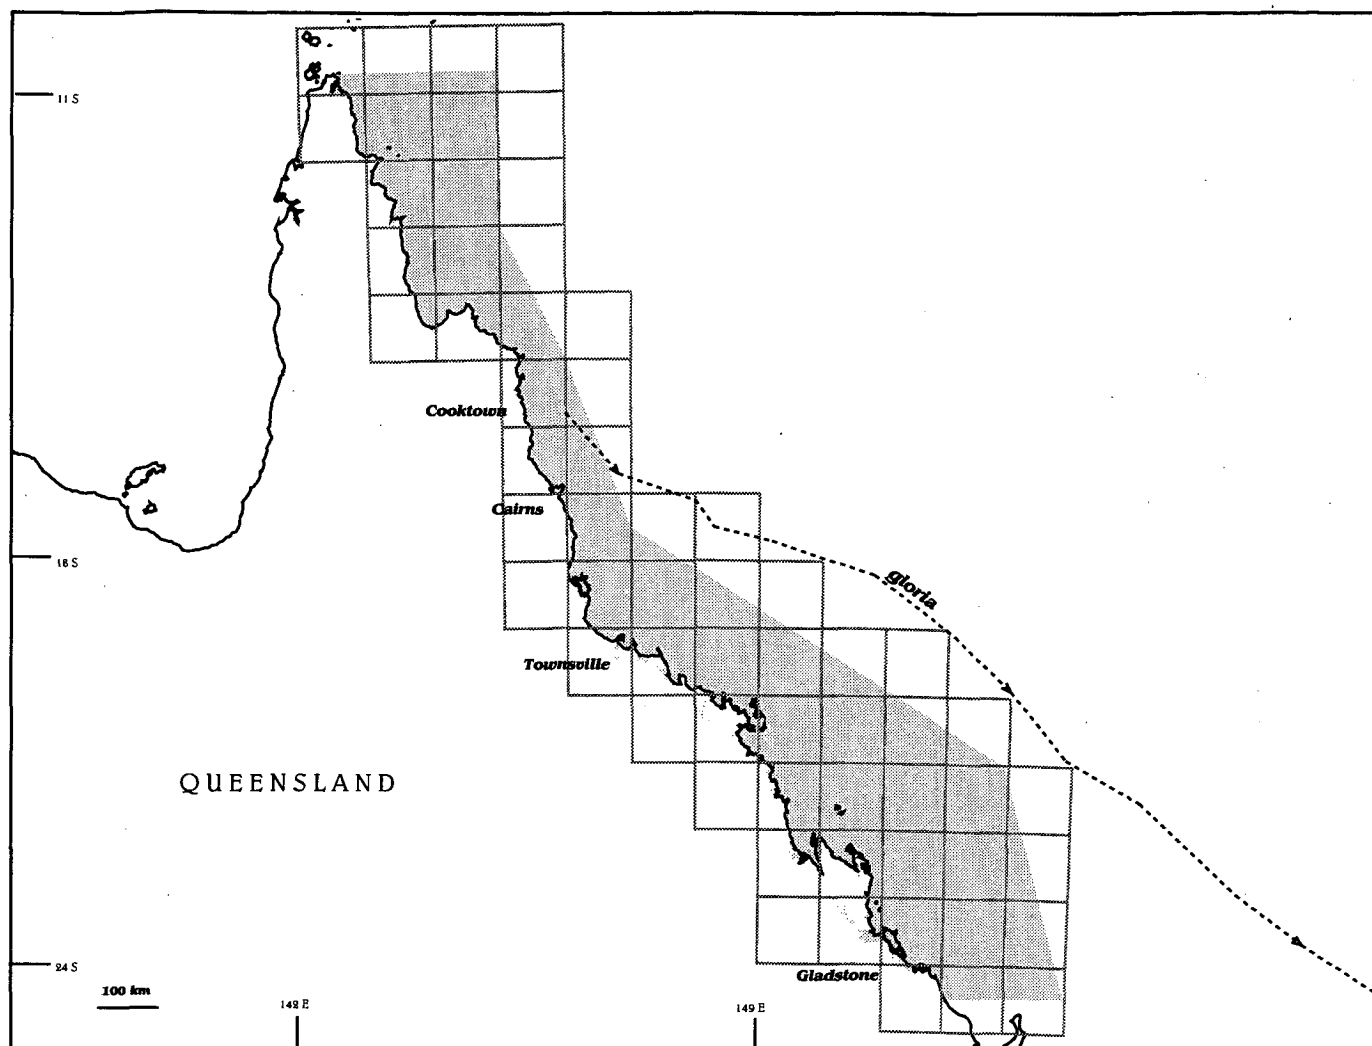 11 S
Cooktown
Cairns
18 S
gloria
Townsville
QUEENSLAND
24 S
Gladstone
100 km
142 E
149 E